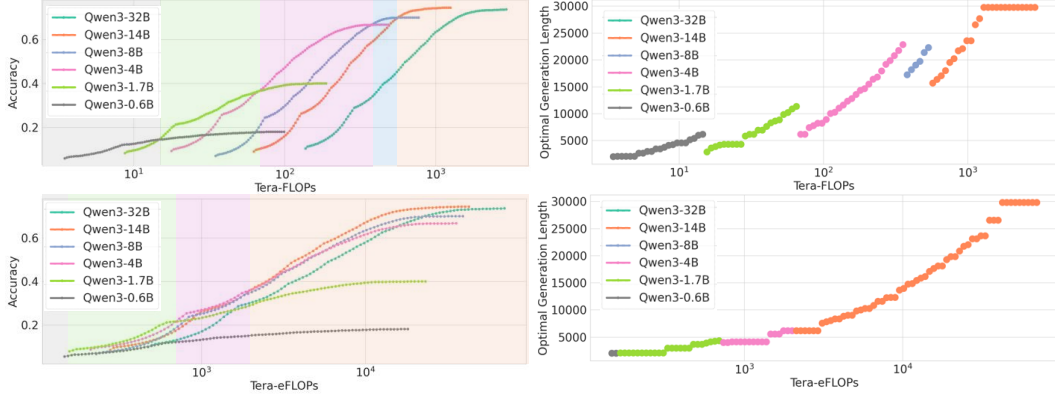 Accuracy
0.6
0.4
0.2
Qwen3-32B
Qwen3-14B
Qwen3-8B
Qwen3-4B
Qwen3-1.7B
Qwen3-0.6B
10¹ 10² 10³
Tera-FLOPs
Optimal Generation Length
30000
25000
20000
15000
10000
5000
Qwen3-32B
Qwen3-14B
Qwen3-8B
Qwen3-4B
Qwen3-1.7B
Qwen3-0.6B
10¹ 10² 10³
Tera-FLOPs
Accuracy
0.6
0.4
0.2
Qwen3-32B
Qwen3-14B
Qwen3-8B
Qwen3-4B
Qwen3-1.7B
Qwen3-0.6B
10³ 10⁴
Tera-eFLOPs
Optimal Generation Length
30000
25000
20000
15000
10000
5000
Qwen3-32B
Qwen3-14B
Qwen3-8B
Qwen3-4B
Qwen3-1.7B
Qwen3-0.6B
10³ 10⁴
Tera-eFLOPs